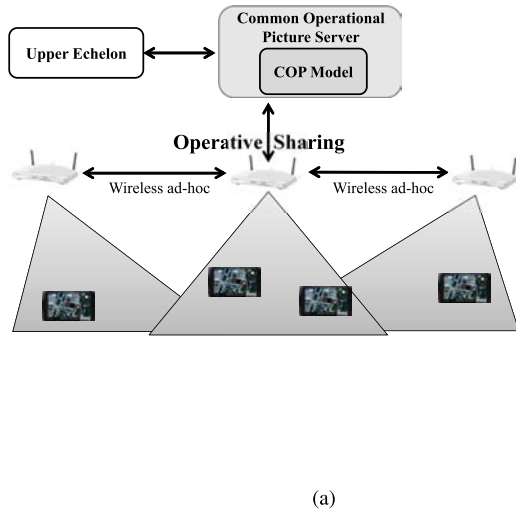 Common Operational
Picture Server
Upper Echelon
COP Model
Operative Sharing
Wireless ad-hoc
Wireless ad-hoc
(a)